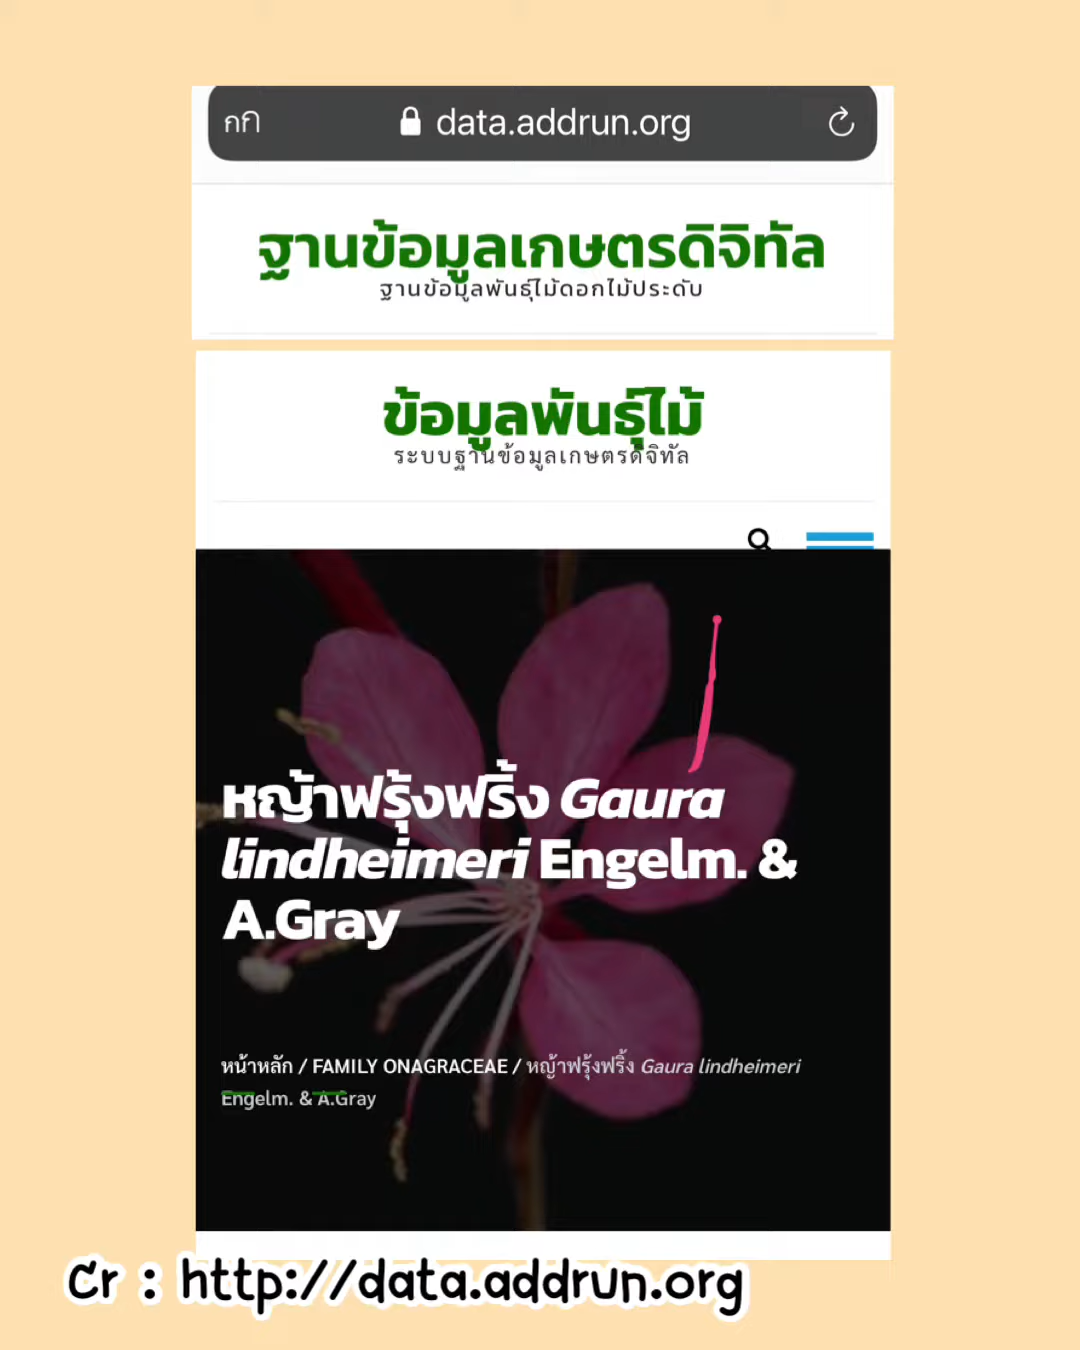 กก
data.addrun.org
ฐานข้อมูลเกษตรดิจิทัล
ฐานข้อมูลพันธุ์ไม้ดอกไม้ประดับ
ข้อมูลพันธุ์ไม้
ระบบฐานข้อมูลเกษตรดิจิทัล
หญ้าฟรุ้งฟริ้ง Gaura
lindheimeri Engelm. &
A.Gray
หน้าหลัก / FAMILY ONAGRACEAE / หญ้าฟรุ้งฟริ้ง Gaura lindheimeri
Engelm. & A.Gray
Cr : http://data.addrun.org